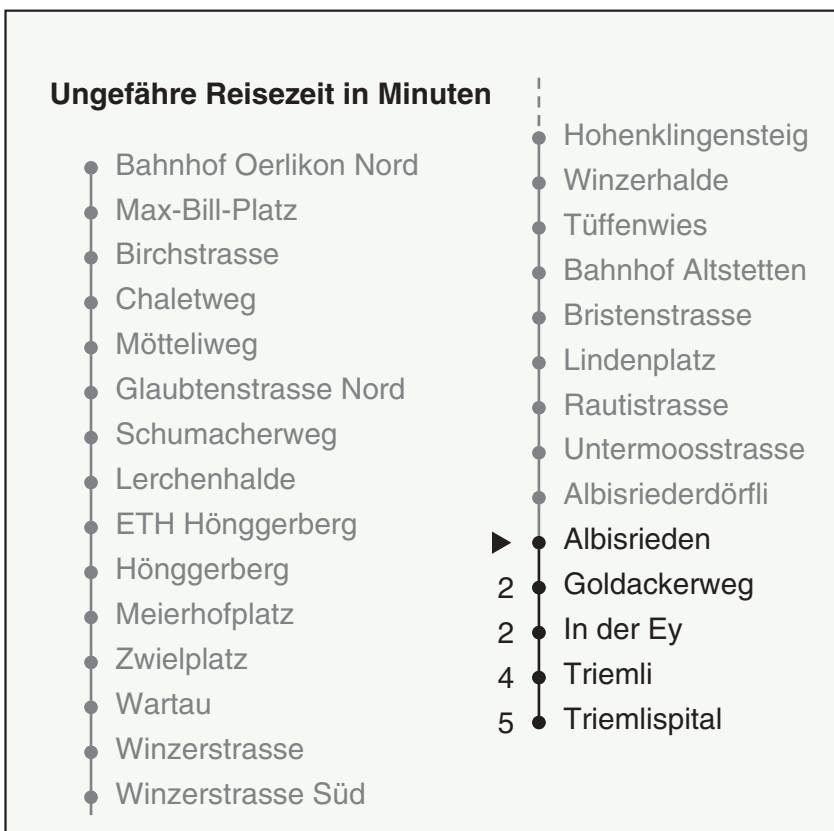 Ungefähre Reisezeit in Minuten
Bahnhof Oerlikon Nord
Max-Bill-Platz
Birchstrasse
Chaletweg
Mötteliweg
Glaubtenstrasse Nord
Schumacherweg
Lerchenhalde
ETH Hönggerberg
Hönggerberg
Meierhofplatz
Zwielplatz
Wartau
Winzerstrasse
Winzerstrasse Süd
Hohenklingensteig
Winzerhalde
Tüffenwies
Bahnhof Altstetten
Bristenstrasse
Lindenplatz
Rautistrasse
Untermoosstrasse
Albisriederdörfli
Albisrieden
2 Goldackerweg
2 In der Ey
4 Triemli
5 Triemlispital